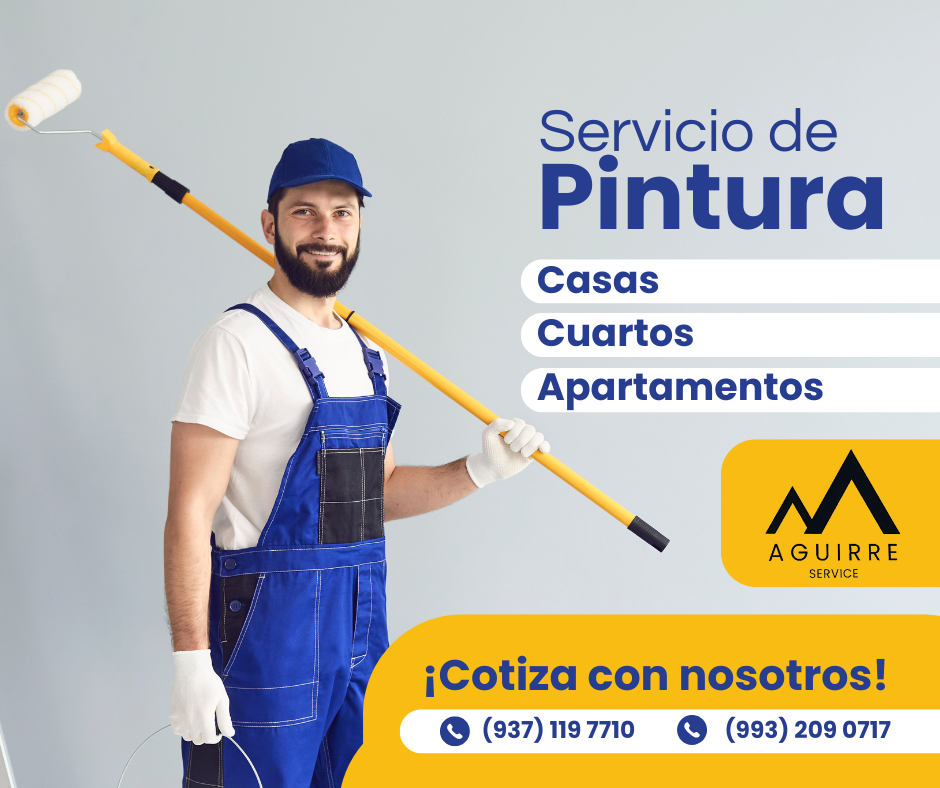 Servicio de
Pintura
Casas
Cuartos
Apartamentos
AGUIRRE
SERVICE
¡Cotiza con nosotros!
(937) 119 7710 (993) 209 0717